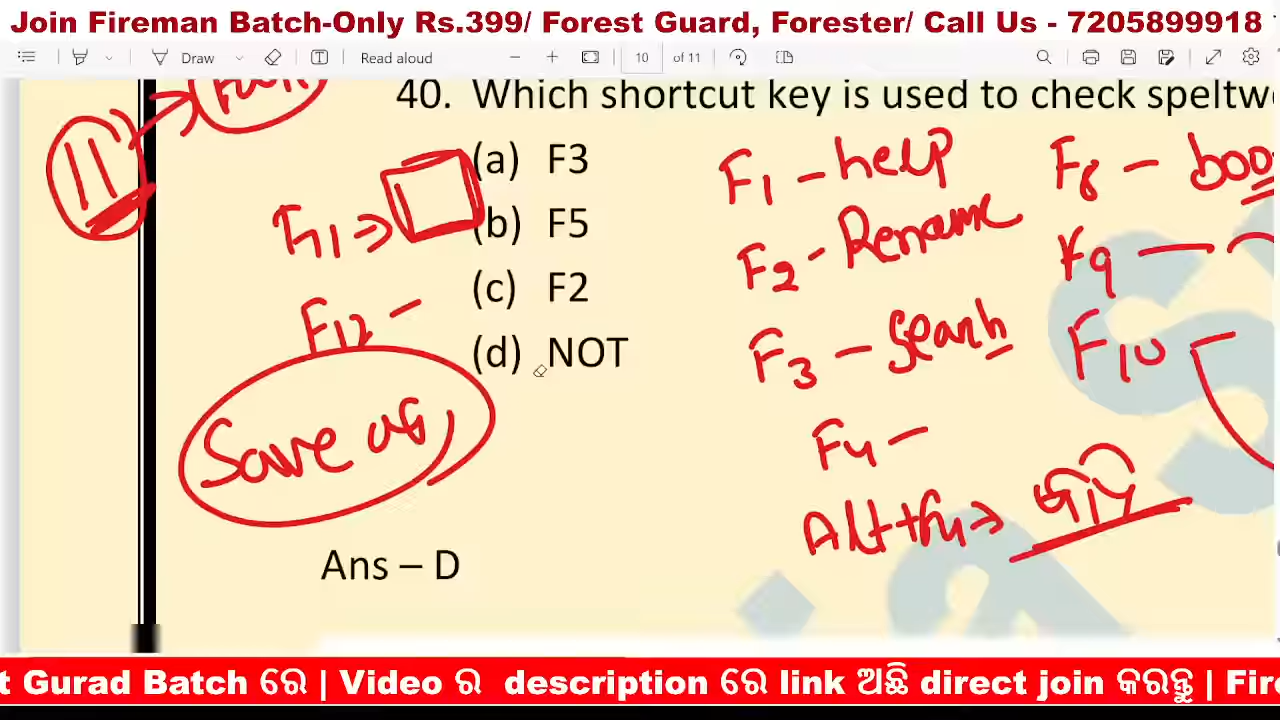 Join Fireman Batch-Only Rs.399/ Forest Guard, Forester/ Call Us - 7205899918
Draw
Read aloud
10 of 11
40. Which shortcut key is used to check speltw
11
(a) F3
(b) F5
(c) F2
(d) NOT
F11 ⇒
F12 -
Save as
F1 - help
F2 - Rename
F3 - Search
F4 -
Alt+F4 ⇒
F8 - boo
F9 -
F10
Ans – D
t Gurad Batch ରେ | Video ର description ରେ link ଅଛି direct join କରନ୍ତୁ | Fire